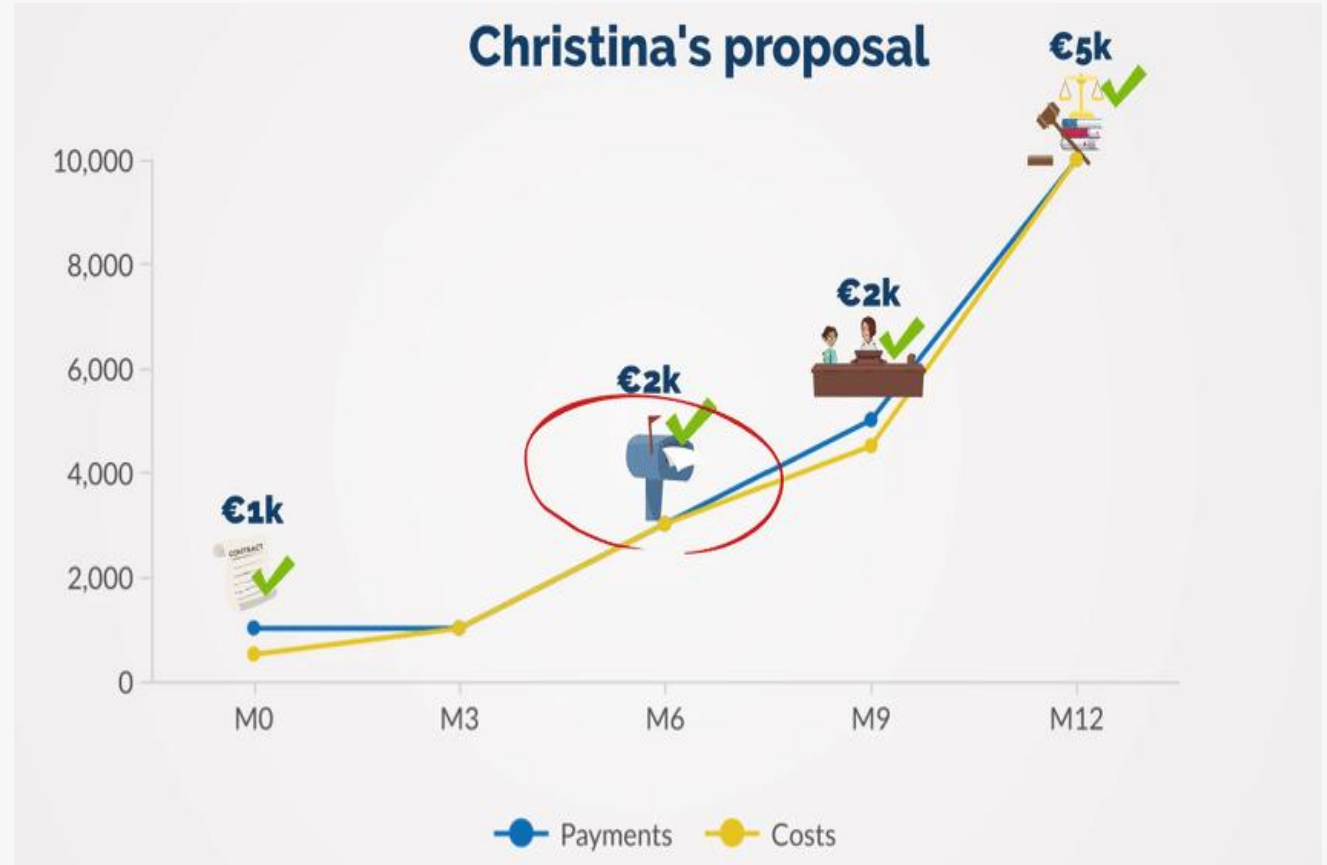 Christina's proposal
€5k
10,000
8,000
€2k
6,000
€2k
4,000
€1k
CONTRACT
2,000
0
M0 M3 M6 M9 M12
Payments Costs